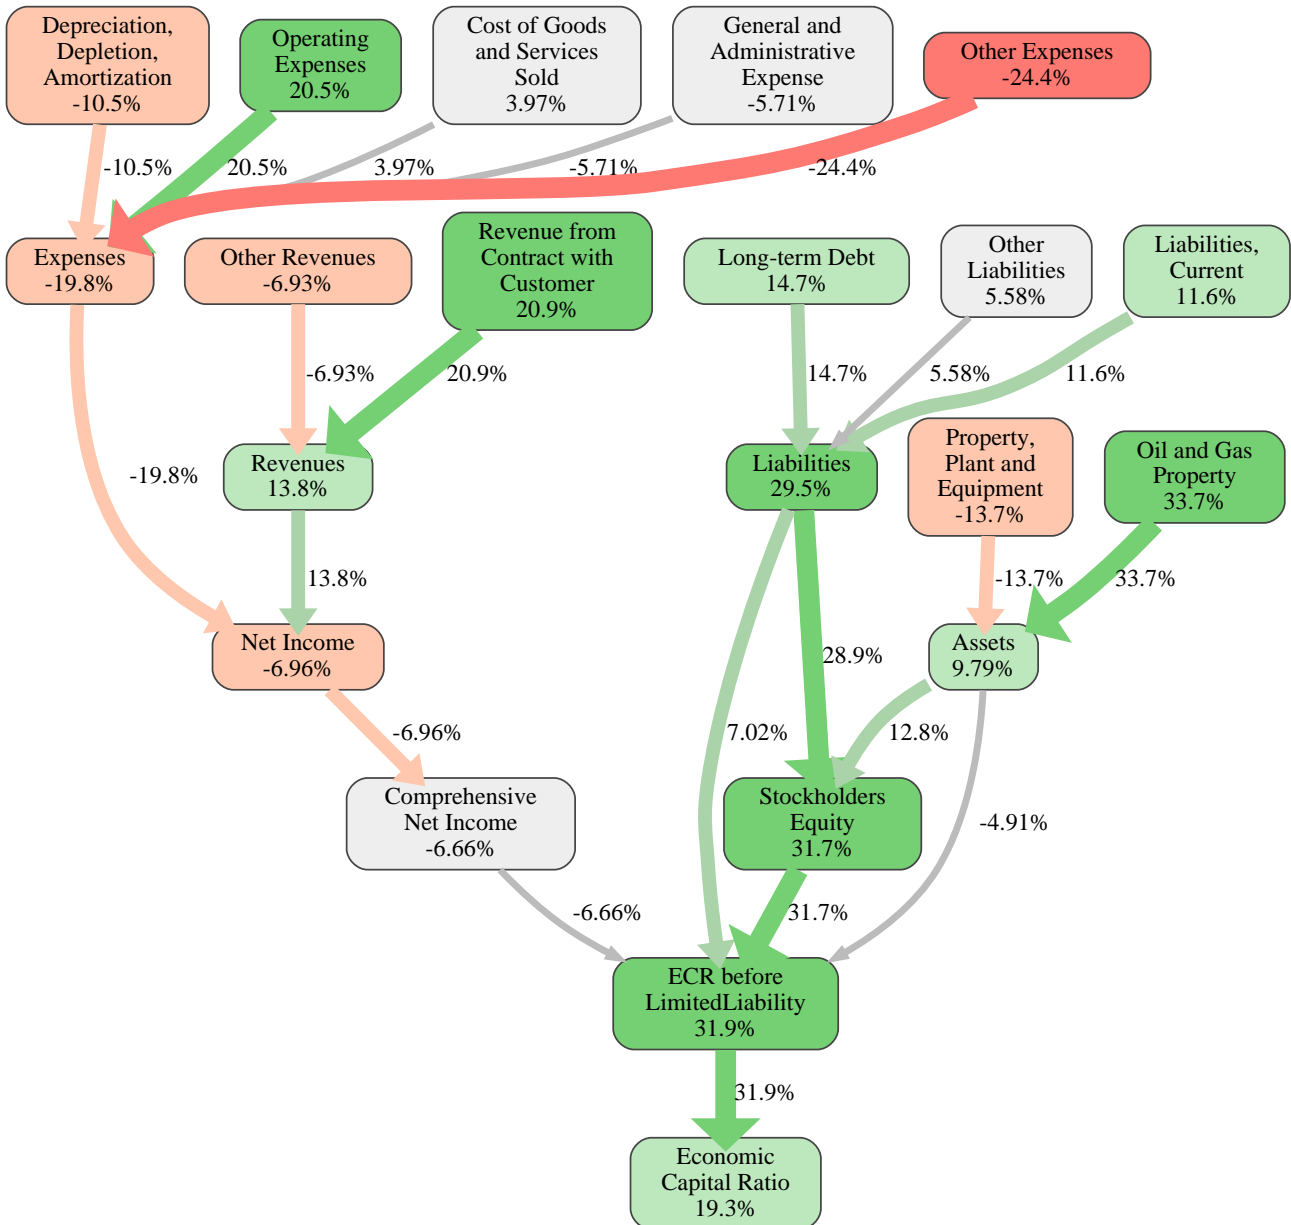 Depreciation,
Depletion,
Amortization
-10.5%
Operating
Expenses
20.5%
Cost of Goods
and Services
Sold
3.97%
General and
Administrative
Expense
-5.71%
Other Expenses
-24.4%
-10.5%
20.5%
3.97%
-5.71%
-24.4%
Expenses
-19.8%
Other Revenues
-6.93%
Revenue from
Contract with
Customer
20.9%
Long-term Debt
14.7%
Other
Liabilities
5.58%
Liabilities,
Current
11.6%
-6.93%
20.9%
14.7%
5.58%
11.6%
-19.8%
Revenues
13.8%
Liabilities
29.5%
Property,
Plant and
Equipment
-13.7%
Oil and Gas
Property
33.7%
13.8%
-13.7%
33.7%
Net Income
-6.96%
28.9%
Assets
9.79%
-6.96%
7.02%
12.8%
Comprehensive
Net Income
-6.66%
Stockholders
Equity
31.7%
-4.91%
-6.66%
31.7%
ECR before
LimitedLiability
31.9%
31.9%
Economic
Capital Ratio
19.3%